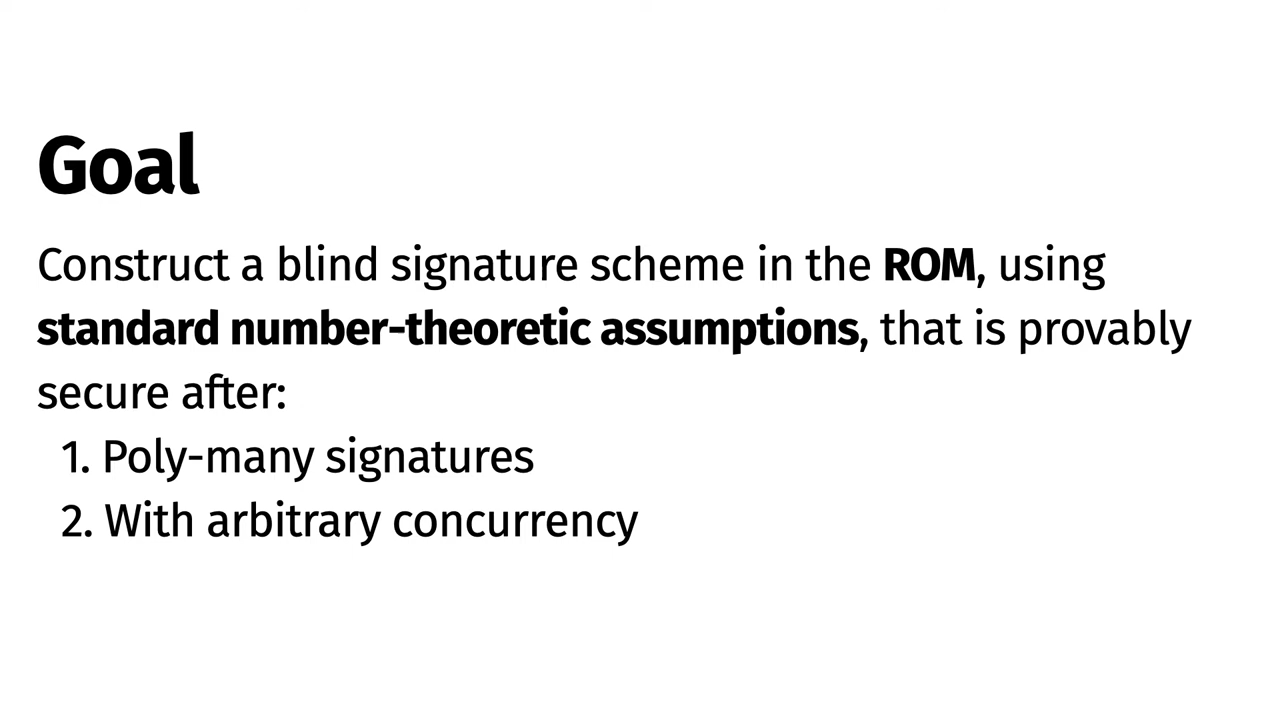 Goal
Construct a blind signature scheme in the ROM, using
standard number-theoretic assumptions, that is provably
secure after:
1. Poly-many signatures
2. With arbitrary concurrency